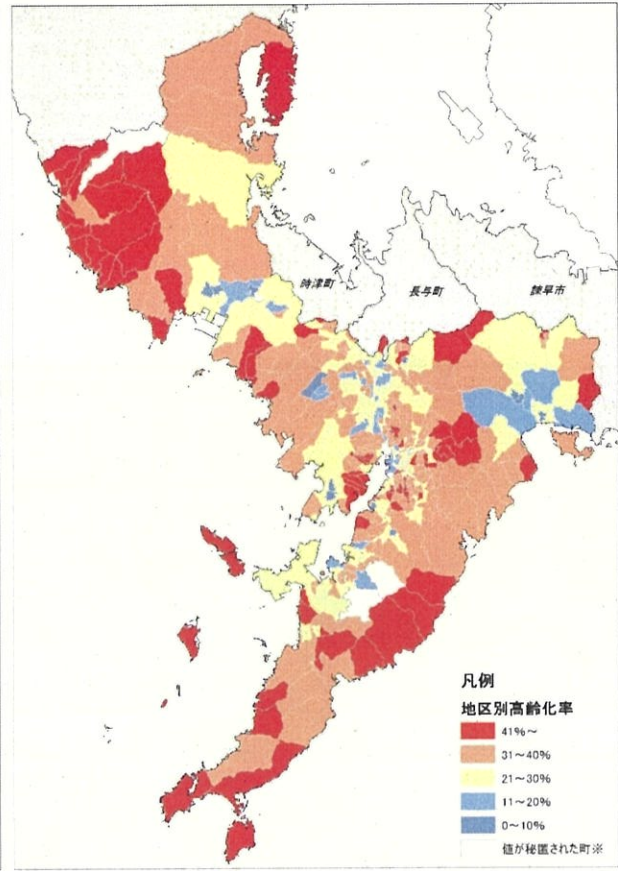 時津町
長与町
諫早市
凡例
地区別高齢化率
41%~
31~40%
21~30%
11~20%
0~10%
値が秘匿された町※